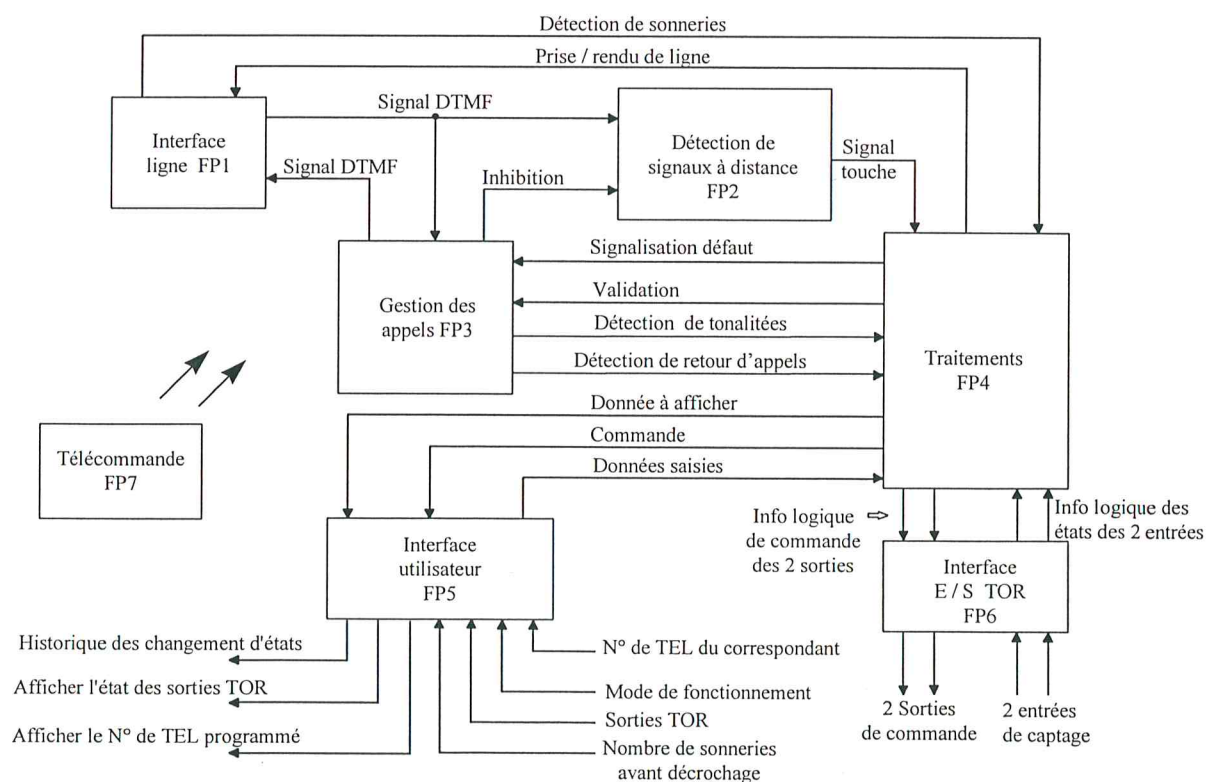 Détection de sonneries
Prise / rendu de ligne
Signal DTMF
Interface
ligne FP1
Détection de
signaux à distance
FP2
Signal
touche
Signal DTMF
Inhibition
Signalisation défaut
Validation
Gestion des
appels FP3
Détection de tonalitées
Détection de retour d'appels
Traitements
FP4
Donnée à afficher
Commande
Données saisies
Télécommande
FP7
Interface
utilisateur
FP5
Info logique
de commande
des 2 sorties
⇨
Info logique des
états des 2 entrées
Interface
E / S TOR
FP6
Historique des changement d'états
Afficher l'état des sorties TOR
Afficher le N° de TEL programmé
N° de TEL du correspondant
Mode de fonctionnement
Sorties TOR
Nombre de sonneries
avant décrochage
2 Sorties
de commande
2 entrées
de captage